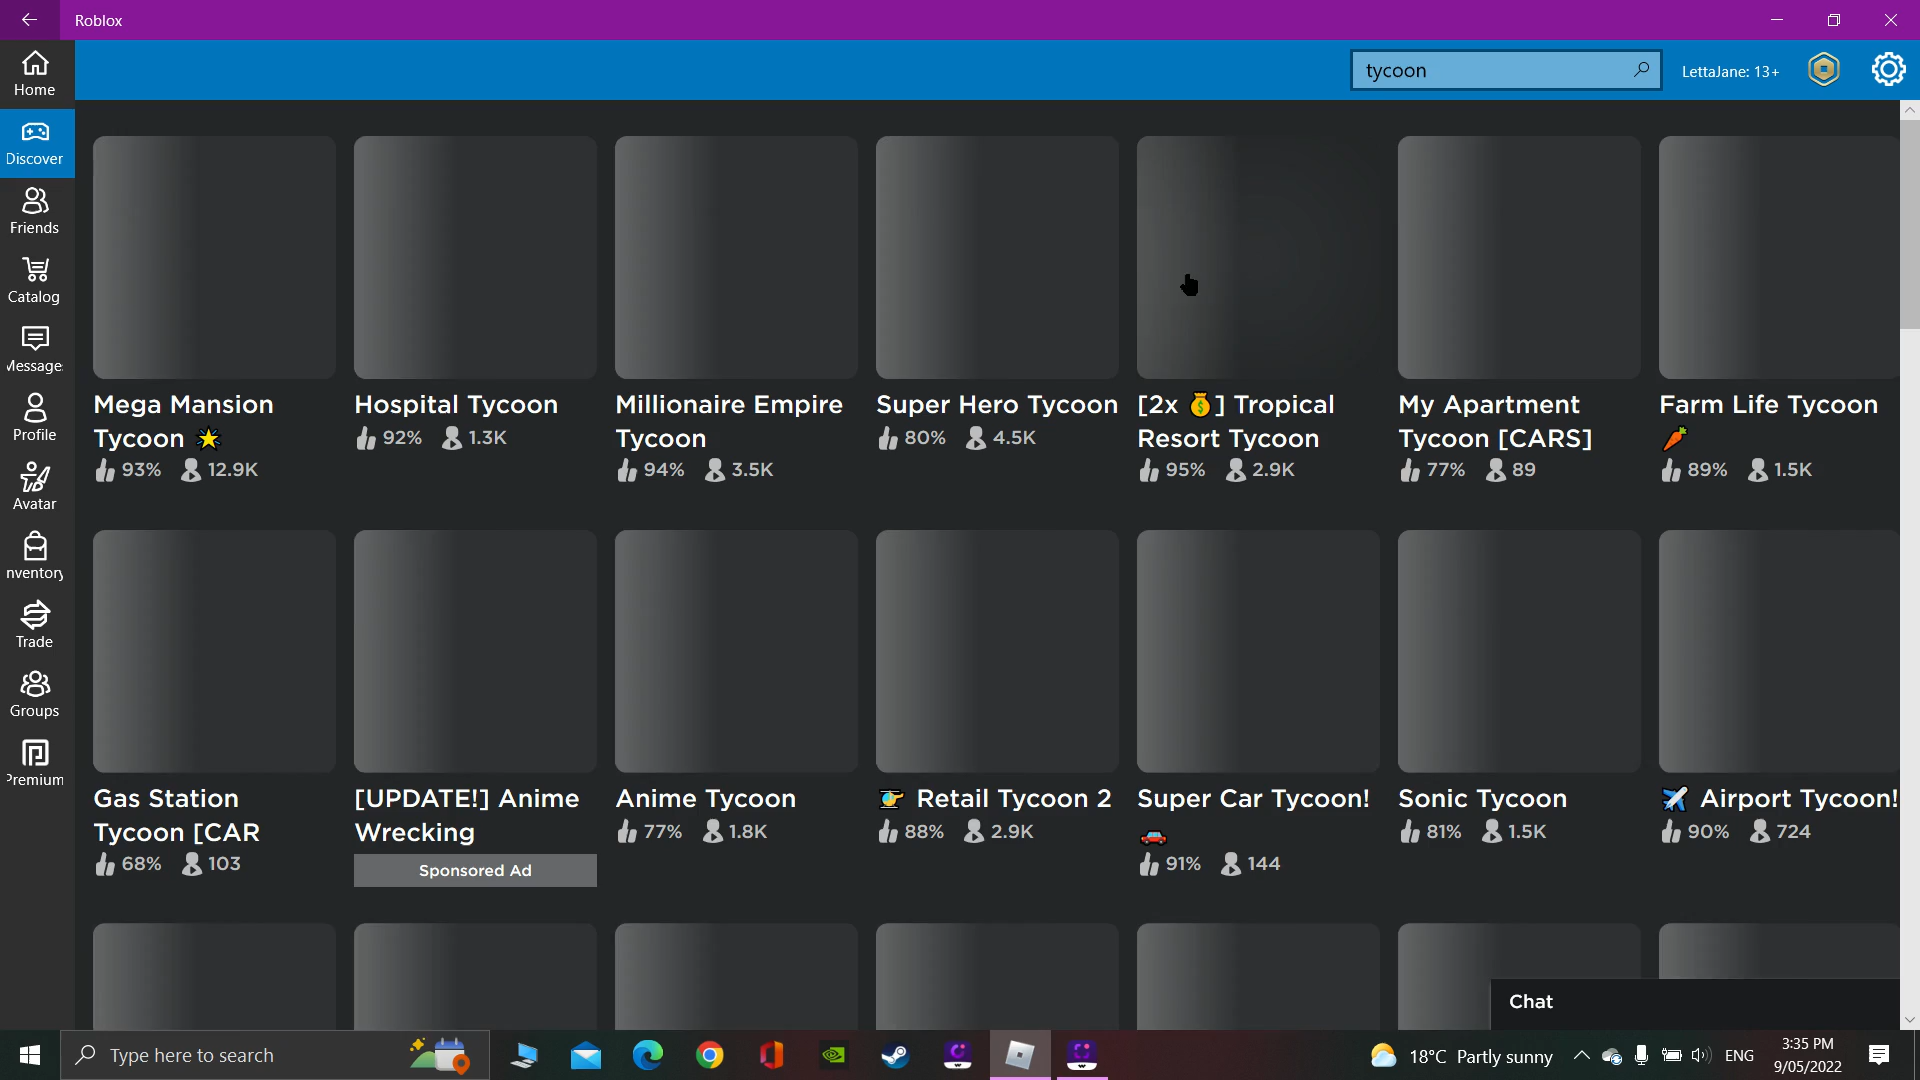 Roblox
tycoon
LettaJane: 13+
Home
Discover
Friends
Catalog
Message
Profile
Avatar
nventory
Trade
Groups
Premium
Mega Mansion
Tycoon ⭐
93% 12.9K
Hospital Tycoon
92% 1.3K
Millionaire Empire
Tycoon
94% 3.5K
Super Hero Tycoon
80% 4.5K
[2x 💰] Tropical
Resort Tycoon
95% 2.9K
My Apartment
Tycoon [CARS]
77% 89
Farm Life Tycoon
🥕
89% 1.5K
Gas Station
Tycoon [CAR
68% 103
[UPDATE!] Anime
Wrecking
Sponsored Ad
Anime Tycoon
77% 1.8K
🚁 Retail Tycoon 2
88% 2.9K
Super Car Tycoon!
🚗
91% 144
Sonic Tycoon
81% 1.5K
✈️ Airport Tycoon!
90% 724
Chat
Type here to search
18°C Partly sunny
ENG
3:35 PM
9/05/2022